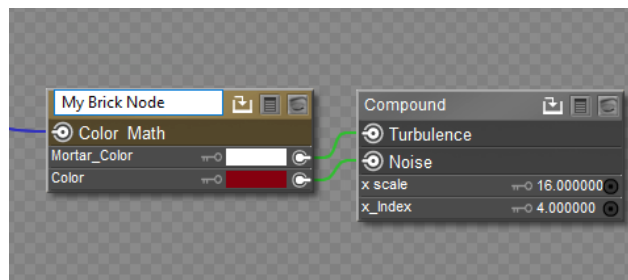 My Brick Node
Color Math
Mortar_Color
Color
Compound
Turbulence
Noise
x scale 16.000000
x_Index 4.000000